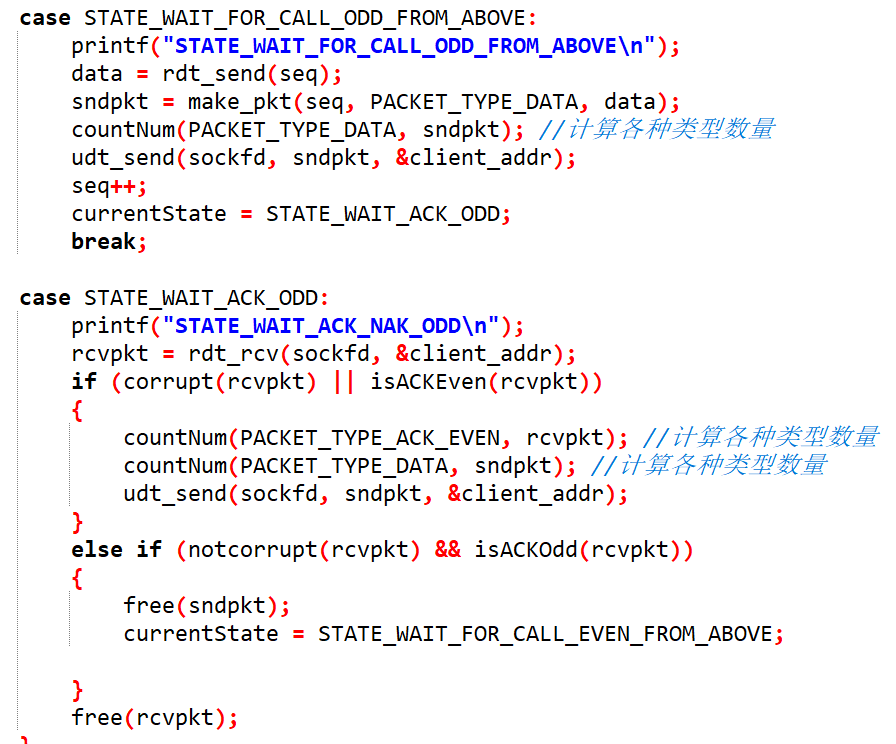 case STATE_WAIT_FOR_CALL_ODD_FROM_ABOVE:
printf("STATE_WAIT_FOR_CALL_ODD_FROM_ABOVE\n");
data = rdt_send(seq);
sndpkt = make_pkt(seq, PACKET_TYPE_DATA, data);
countNum(PACKET_TYPE_DATA, sndpkt); //计算各种类型数量
udt_send(sockfd, sndpkt, &client_addr);
seq++;
currentState = STATE_WAIT_ACK_ODD;
break;
case STATE_WAIT_ACK_ODD:
printf("STATE_WAIT_ACK_NAK_ODD\n");
rcvpkt = rdt_rcv(sockfd, &client_addr);
if (corrupt(rcvpkt) || isACKEven(rcvpkt))
{
countNum(PACKET_TYPE_ACK_EVEN, rcvpkt); //计算各种类型数量
countNum(PACKET_TYPE_DATA, sndpkt); //计算各种类型数量
udt_send(sockfd, sndpkt, &client_addr);
}
else if (notcorrupt(rcvpkt) && isACKOdd(rcvpkt))
{
free(sndpkt);
currentState = STATE_WAIT_FOR_CALL_EVEN_FROM_ABOVE;
}
free(rcvpkt);